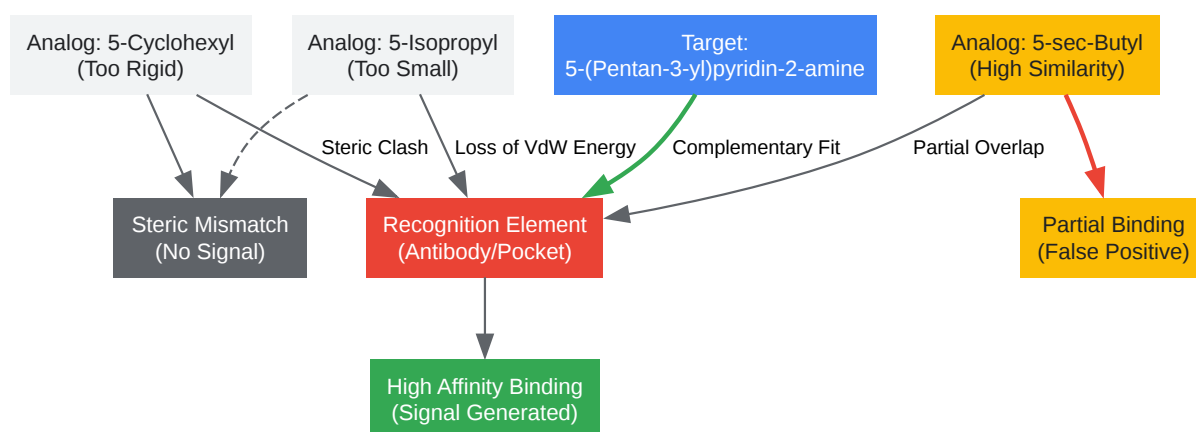 Analog: 5-Cyclohexyl
(Too Rigid)
Analog: 5-Isopropyl
(Too Small)
Target:
5-(Pentan-3-yl)pyridin-2-amine
Analog: 5-sec-Butyl
(High Similarity)
Steric Clash
Loss of VdW Energy
Complementary Fit
Partial Overlap
Steric Mismatch
(No Signal)
Recognition Element
(Antibody/Pocket)
Partial Binding
(False Positive)
High Affinity Binding
(Signal Generated)